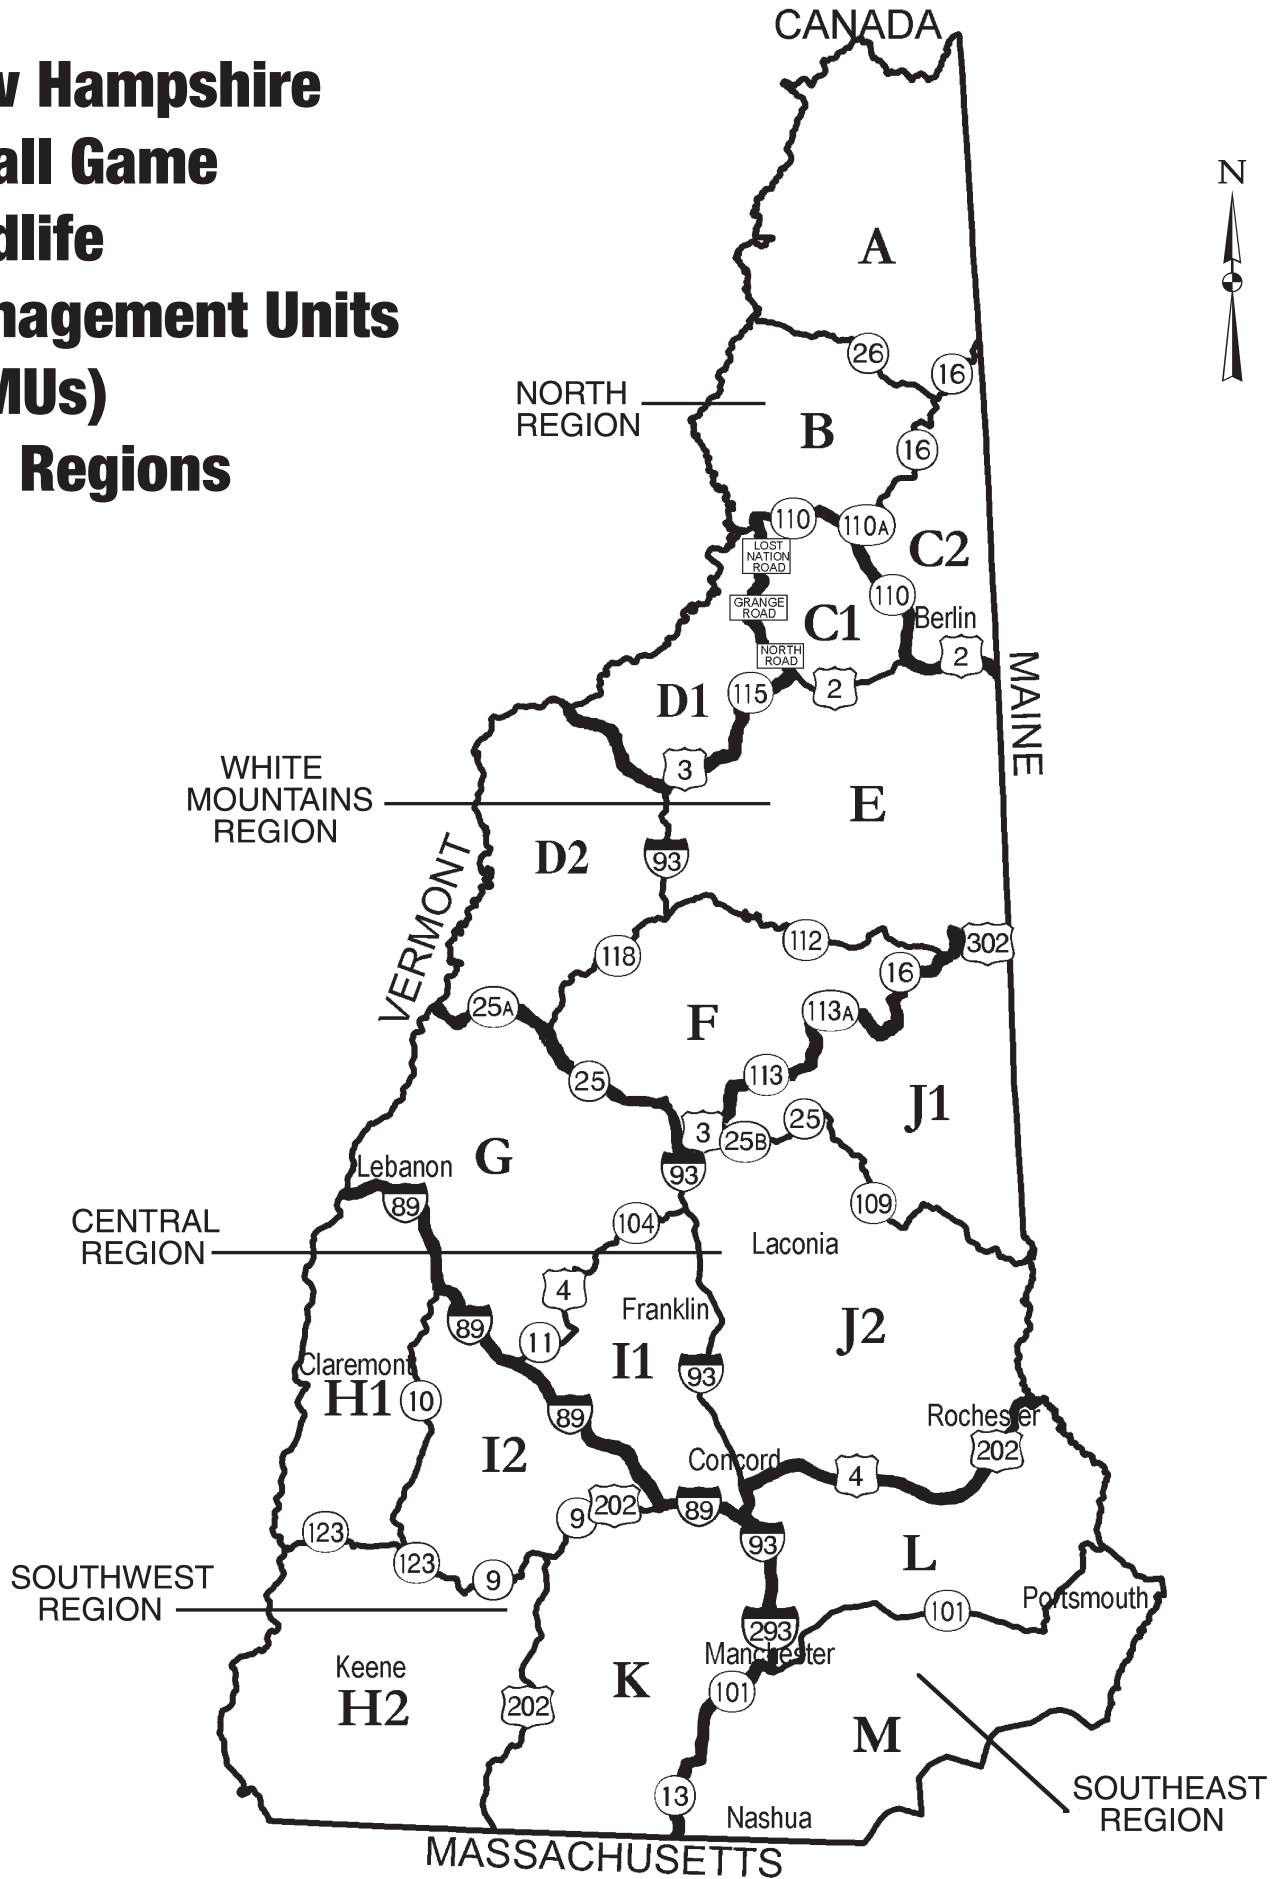 CANADA
w Hampshire
all Game
dlife
nagement Units
MUs)
Regions
N
A
26
16
NORTH
REGION
B
16
110
110A
C2
LOST
NATION
ROAD
110
GRANGE
ROAD
C1
Berlin
NORTH
ROAD
2
2
115
D1
MAINE
3
WHITE
MOUNTAINS
REGION
E
D2
93
VERMONT
118
112
302
16
25A
113A
F
25
113
J1
3
25B
25
G
Lebanon
93
89
109
104
CENTRAL
REGION
Laconia
4
Franklin
89
11
J2
I1
93
Claremont
H1
10
89
Rochester
202
I2
Concord
4
202
9
89
123
93
L
123
9
SOUTHWEST
REGION
Portsmouth
101
293
Manchester
Keene
H2
K
101
202
M
13
Nashua
SOUTHEAST
REGION
MASSACHUSETTS